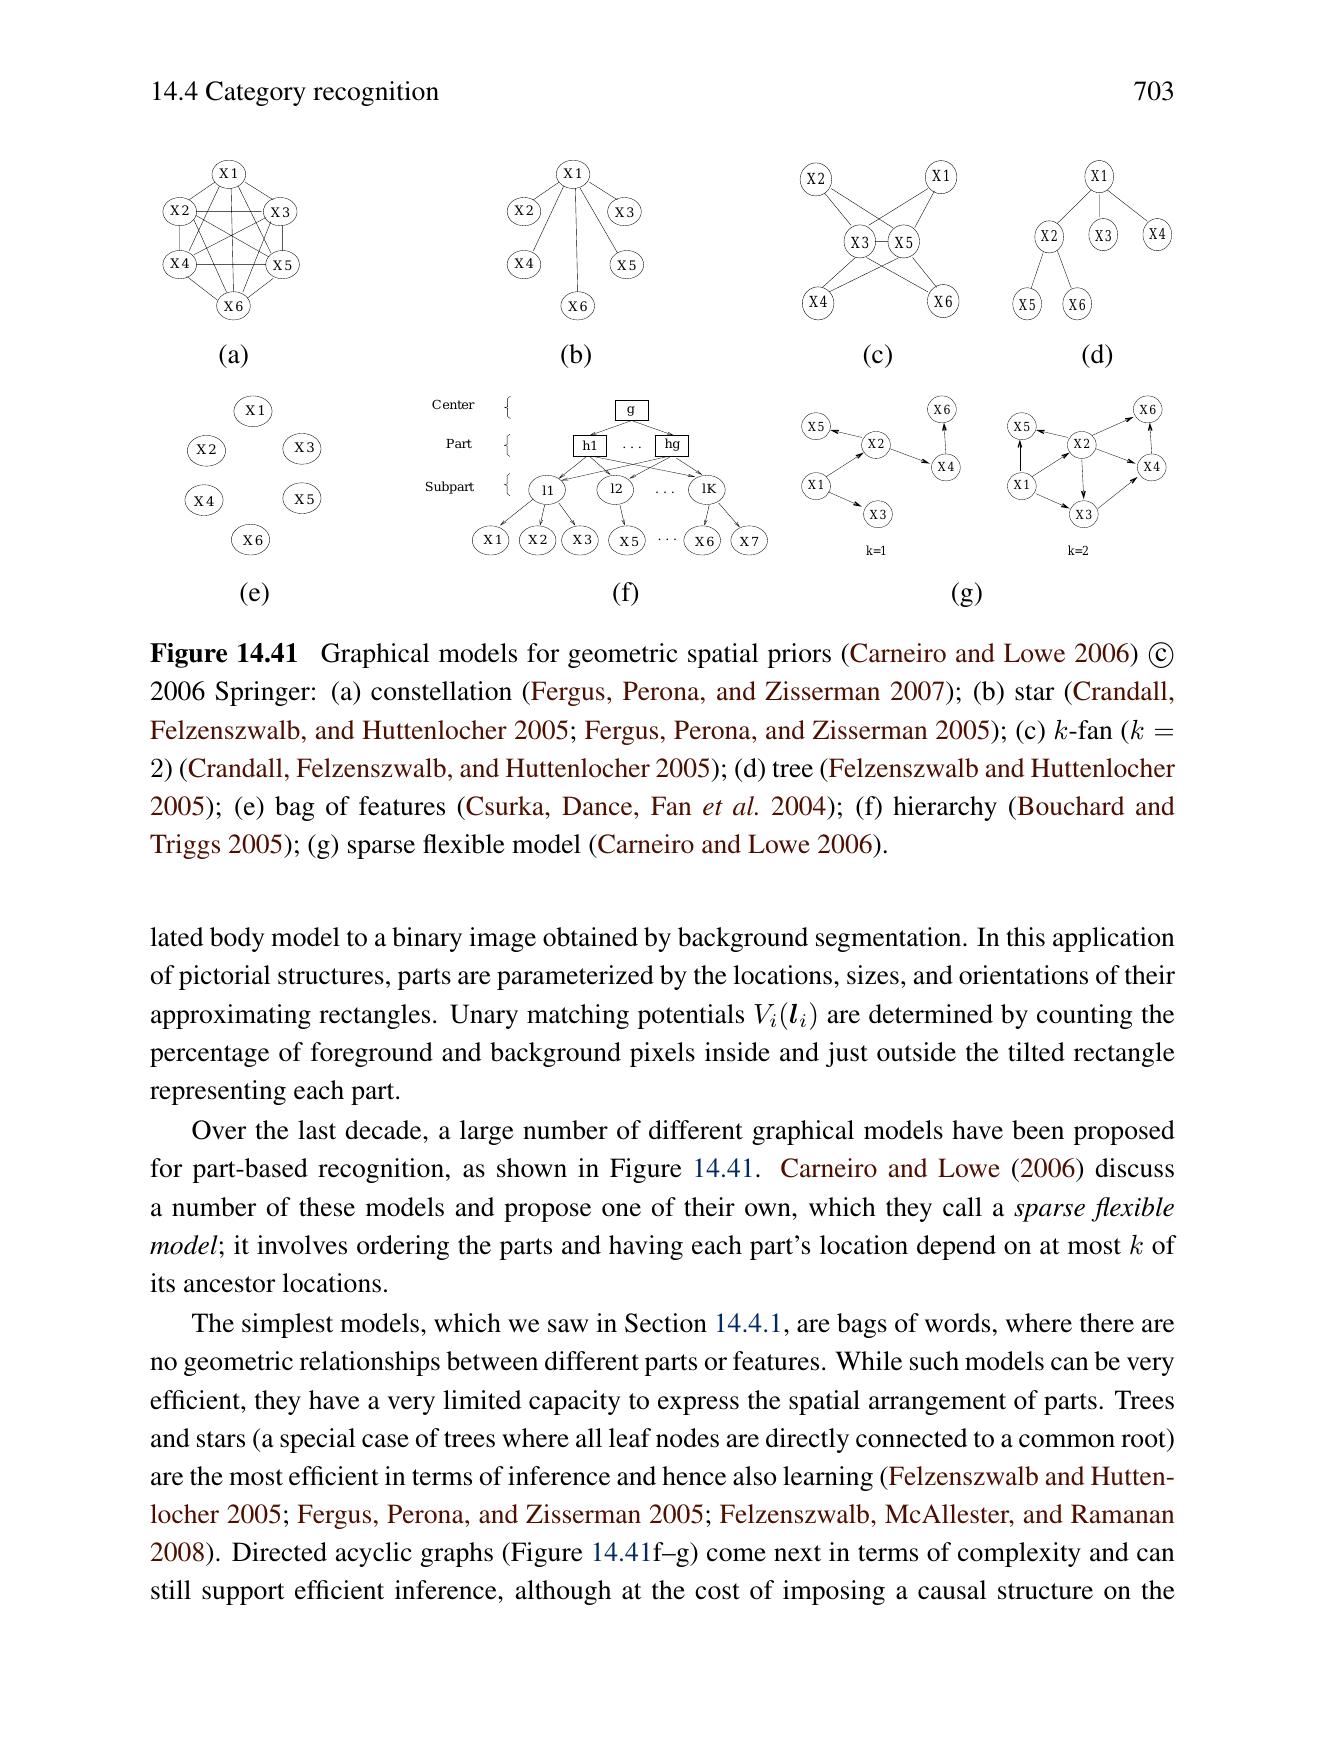 14.4 Category recognition 703
X1
X2 X3
X4 X5
X6
(a)
X1
X2 X3
X4 X5
X6
(b)
X2 X1
X3 X5
X4 X6
(c)
X1
X2 X3 X4
X5 X6
(d)
X1
X2 X3
X4 X5
X6
(e)
Center g
Part h1 . . . hg
Subpart l1 l2 . . . lK
X1 X2 X3 X5 . . . X6 X7
(f)
X6
X5 X2
X4
X1
X3
k=1
X6
X5 X2
X4
X1
X3
k=2
(g)
Figure 14.41 Graphical models for geometric spatial priors (Carneiro and Lowe 2006) ©
2006 Springer: (a) constellation (Fergus, Perona, and Zisserman 2007); (b) star (Crandall,
Felzenszwalb, and Huttenlocher 2005; Fergus, Perona, and Zisserman 2005); (c) k-fan (k =
2) (Crandall, Felzenszwalb, and Huttenlocher 2005); (d) tree (Felzenszwalb and Huttenlocher
2005); (e) bag of features (Csurka, Dance, Fan et al. 2004); (f) hierarchy (Bouchard and
Triggs 2005); (g) sparse flexible model (Carneiro and Lowe 2006).
lated body model to a binary image obtained by background segmentation. In this application
of pictorial structures, parts are parameterized by the locations, sizes, and orientations of their
approximating rectangles. Unary matching potentials Vᵢ(lᵢ) are determined by counting the
percentage of foreground and background pixels inside and just outside the tilted rectangle
representing each part.
Over the last decade, a large number of different graphical models have been proposed
for part-based recognition, as shown in Figure 14.41. Carneiro and Lowe (2006) discuss
a number of these models and propose one of their own, which they call a sparse flexible
model; it involves ordering the parts and having each part's location depend on at most k of
its ancestor locations.
The simplest models, which we saw in Section 14.4.1, are bags of words, where there are
no geometric relationships between different parts or features. While such models can be very
efficient, they have a very limited capacity to express the spatial arrangement of parts. Trees
and stars (a special case of trees where all leaf nodes are directly connected to a common root)
are the most efficient in terms of inference and hence also learning (Felzenszwalb and Hutten-
locher 2005; Fergus, Perona, and Zisserman 2005; Felzenszwalb, McAllester, and Ramanan
2008). Directed acyclic graphs (Figure 14.41f–g) come next in terms of complexity and can
still support efficient inference, although at the cost of imposing a causal structure on the